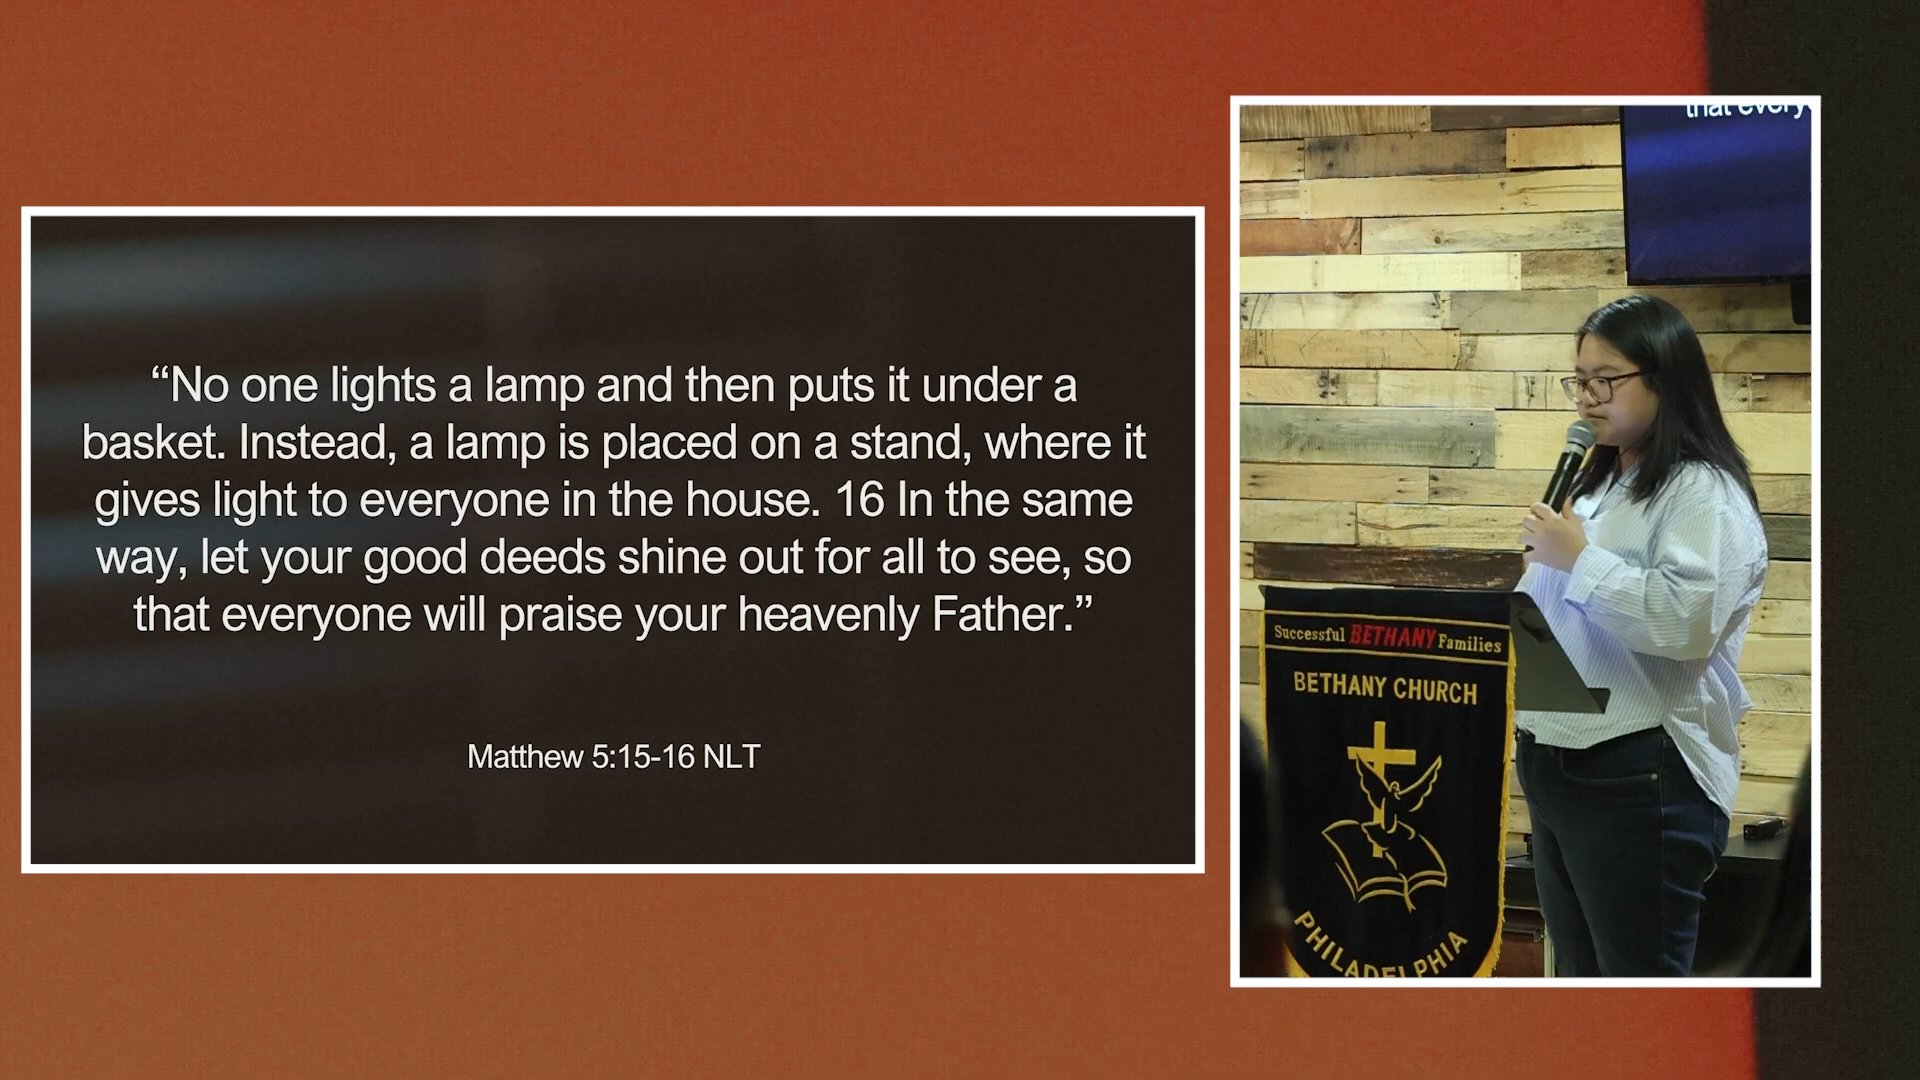 “No one lights a lamp and then puts it under a
basket. Instead, a lamp is placed on a stand, where it
gives light to everyone in the house. 16 In the same
way, let your good deeds shine out for all to see, so
that everyone will praise your heavenly Father.”
Matthew 5:15-16 NLT
that every
Successful BETHANY Families
BETHANY CHURCH
PHILADELPHIA